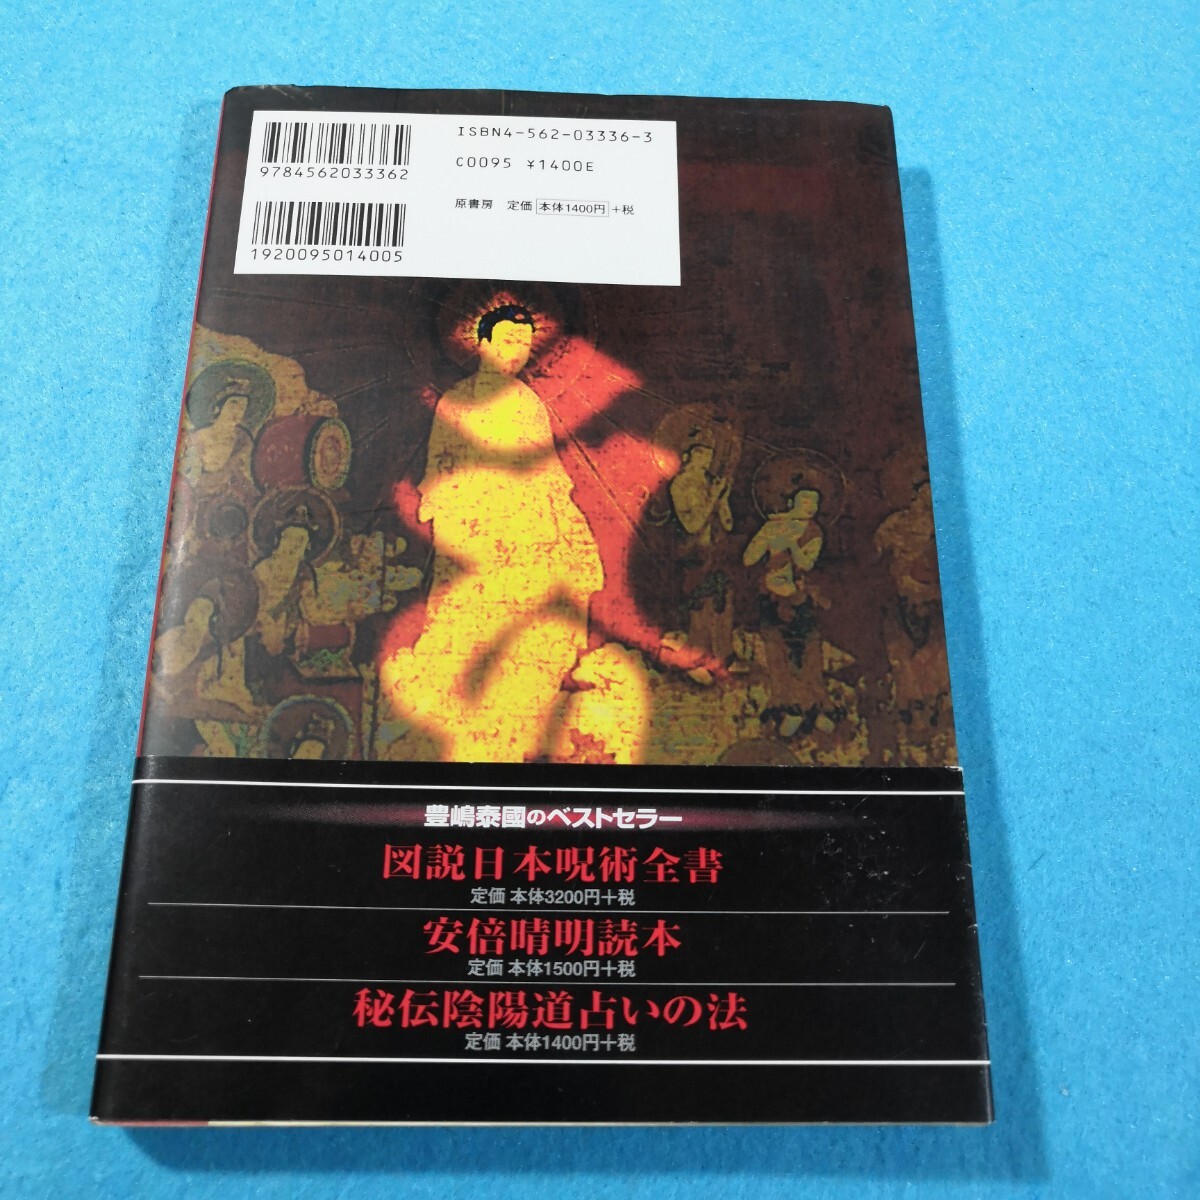 ISBN4-562-03336-3
C0095 ¥1400E
原書房 定価 本体1400円 +税
9784562033362
1920095014005
豊嶋泰國のベストセラー
図説日本呪術全書
定価 本体3200円+税
安倍晴明読本
定価 本体1500円+税
秘伝陰陽道占いの法
定価 本体1400円+税